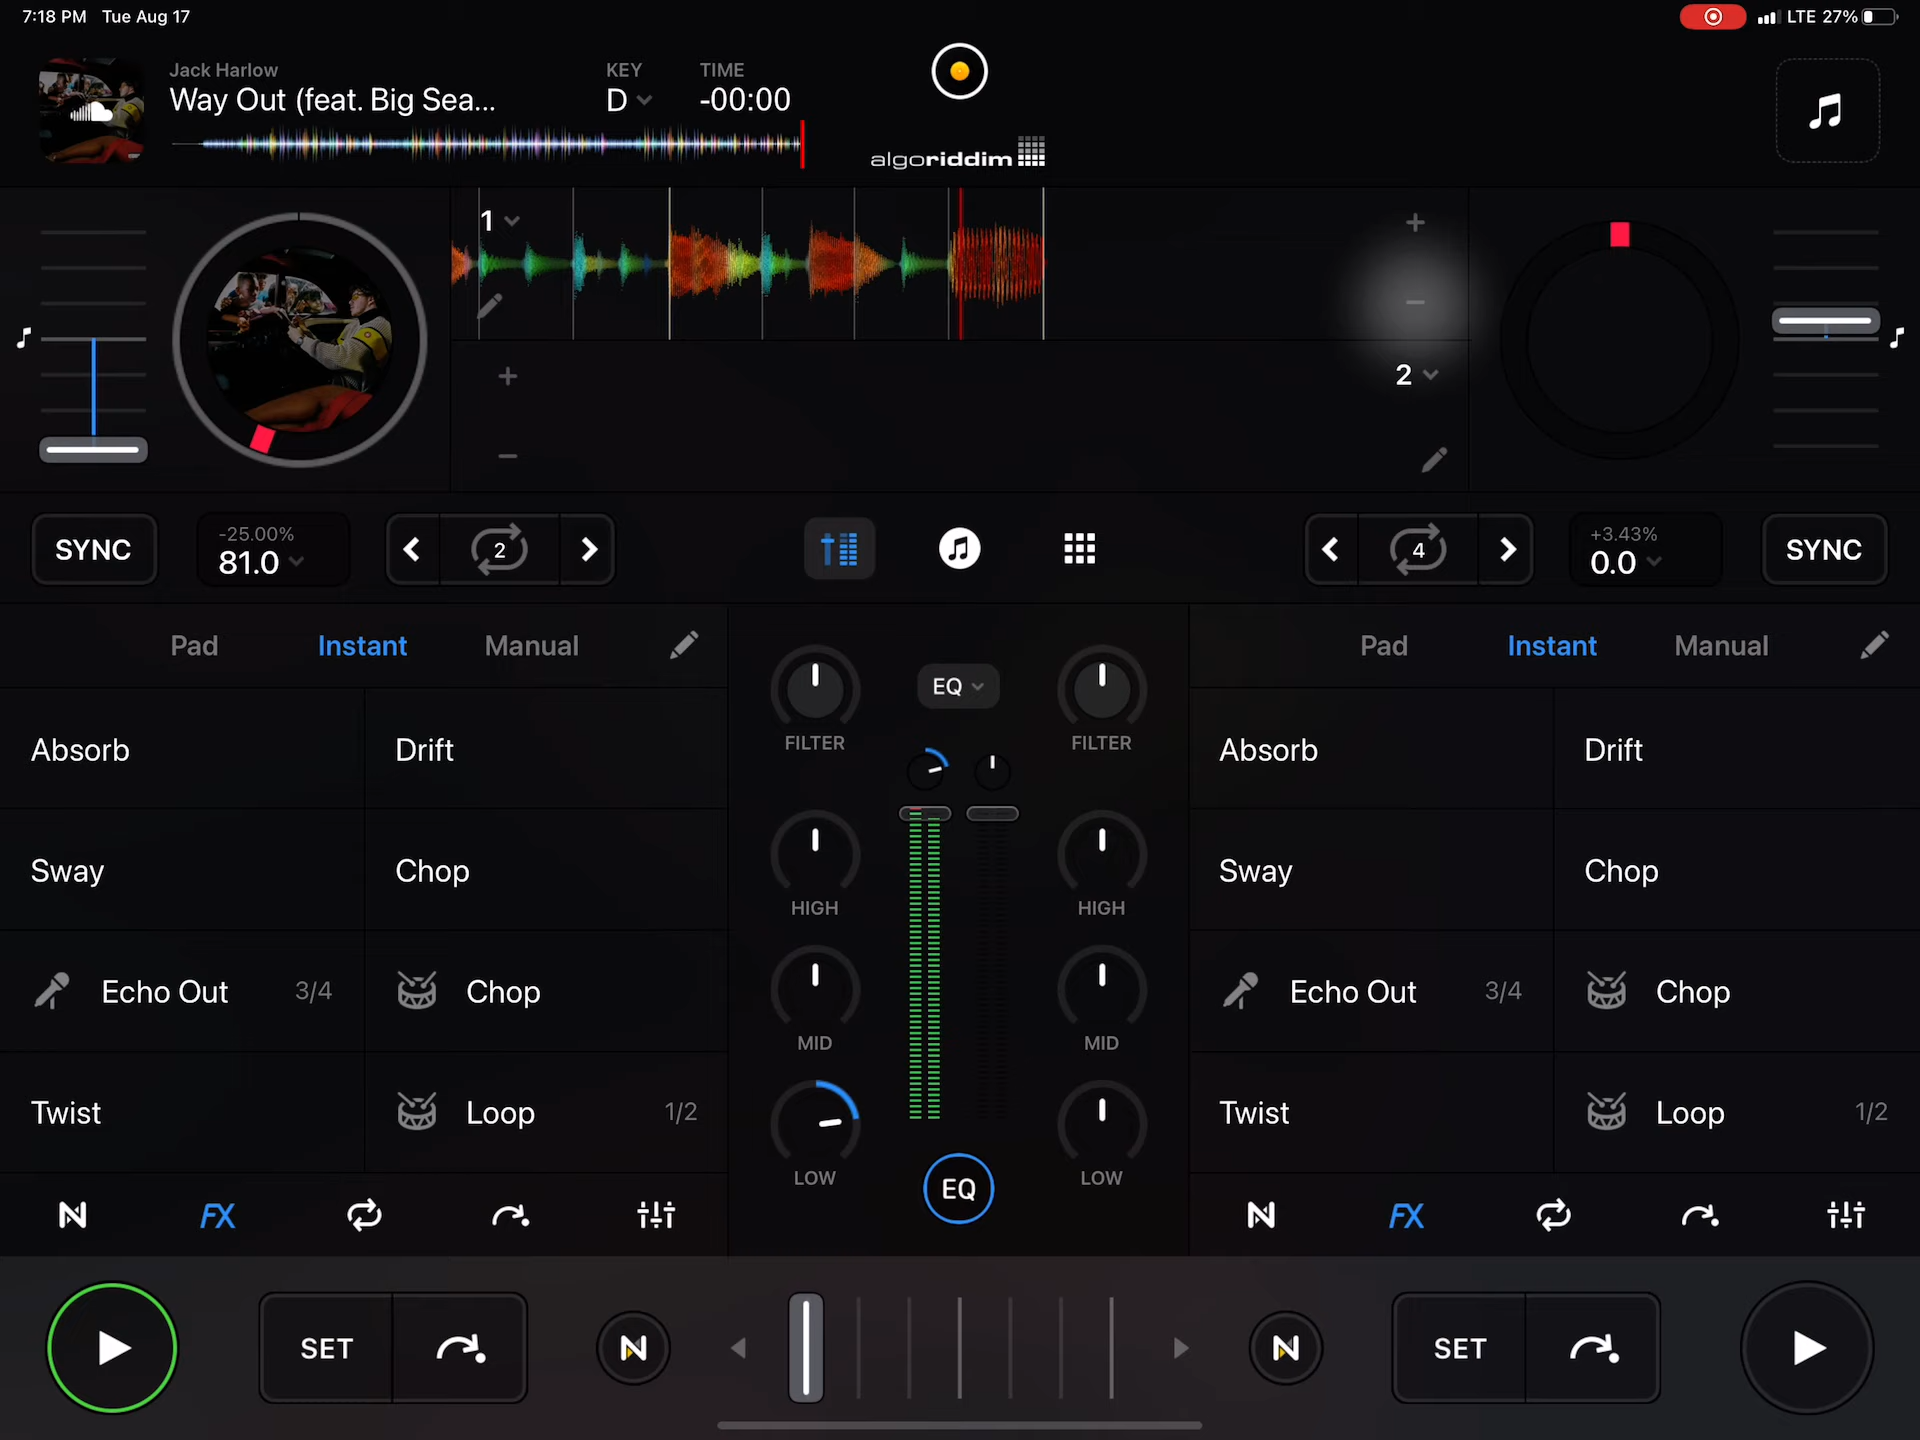 7:18 PM Tue Aug 17
LTE 27%
Jack Harlow
Way Out (feat. Big Sea...
KEY
D
TIME
-00:00
algoriddim
1
2
SYNC
-25.00%
81.0
2
4
+3.43%
0.0
SYNC
Pad Instant Manual
Absorb Drift
Sway Chop
Echo Out 3/4 Chop
Twist Loop 1/2
FX
FILTER EQ FILTER
HIGH HIGH
MID MID
LOW LOW
EQ
Pad Instant Manual
Absorb Drift
Sway Chop
Echo Out 3/4 Chop
Twist Loop 1/2
FX
SET
SET